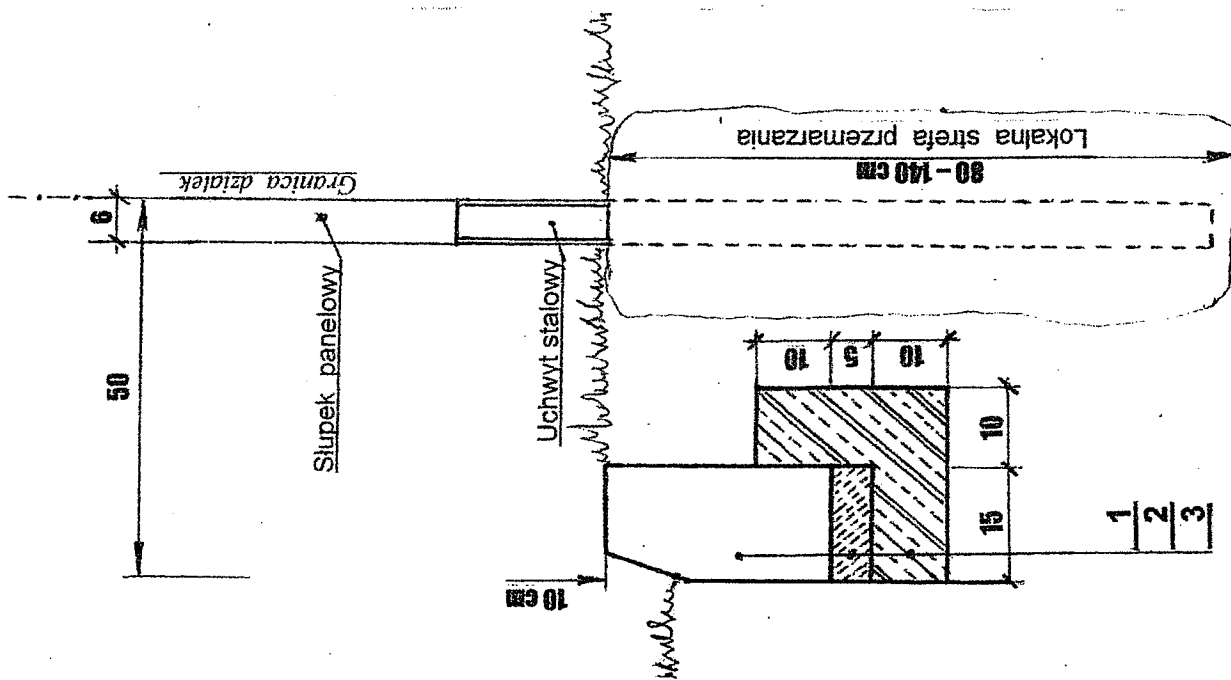 Granica działek
6
50
Słupek panelowy
Uchwyt stalowy
Lokalna strefa przemarzania
80 – 140 cm
10
5
10
10
15
10 cm
1
2
3